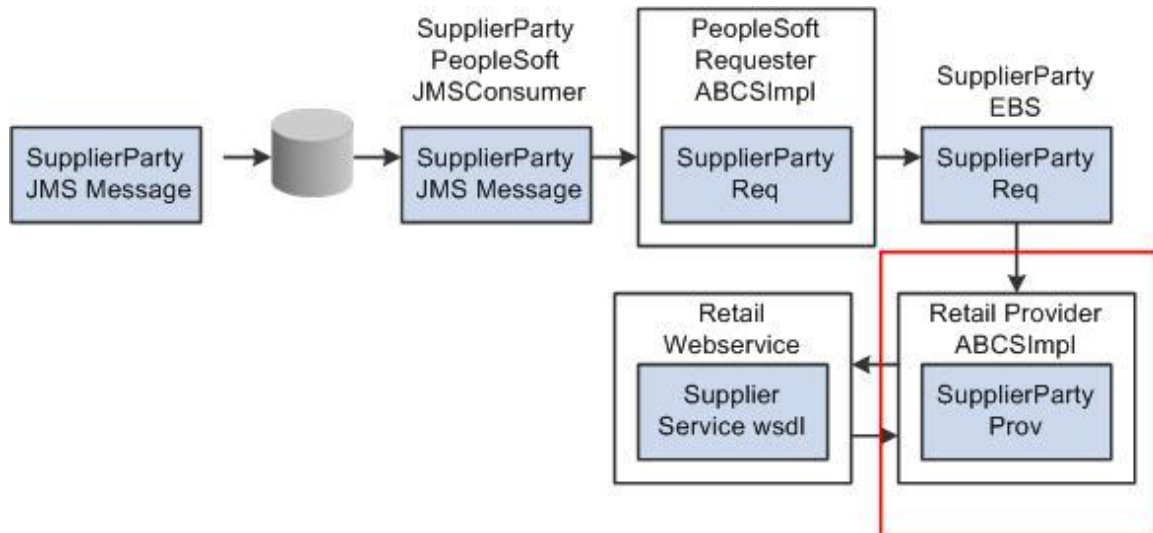 SupplierParty
PeopleSoft
JMSConsumer
PeopleSoft
Requester
ABCSImpl
SupplierParty
EBS
SupplierParty
JMS Message
SupplierParty
JMS Message
SupplierParty
Req
SupplierParty
Req
Retail
Webservice
Supplier
Service wsdl
Retail Provider
ABCSImpl
SupplierParty
Prov